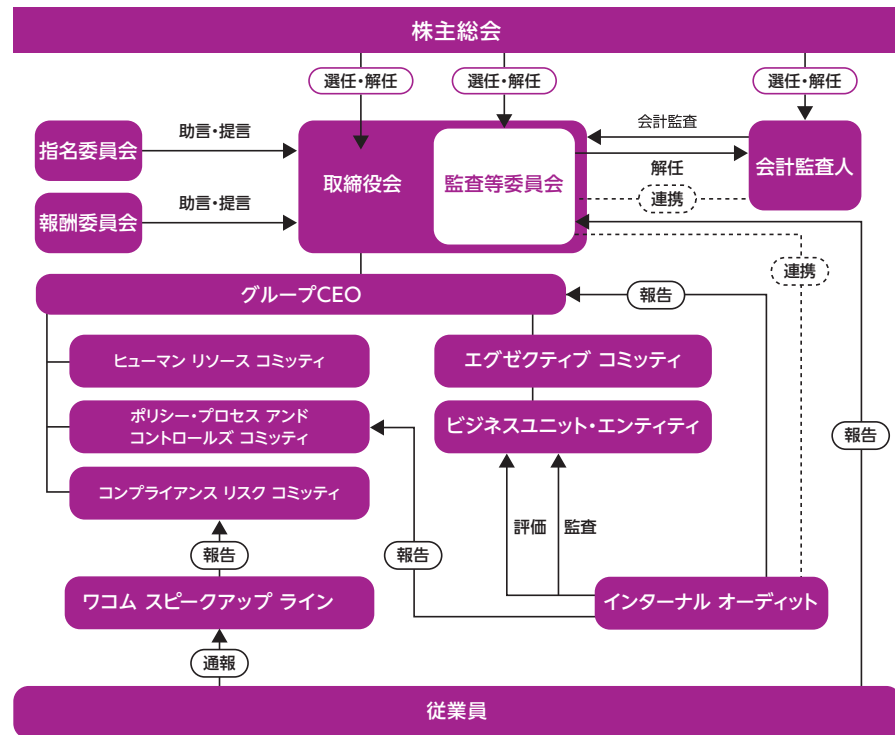 株主総会
選任・解任
選任・解任
選任・解任
指名委員会
助言・提言
報酬委員会
助言・提言
取締役会
監査等委員会
会計監査
解任
連携
会計監査人
連携
グループCEO
報告
ヒューマン リソース コミッティ
エグゼクティブ コミッティ
ポリシー・プロセス アンド
コントロールズ コミッティ
ビジネスユニット・エンティティ
報告
コンプライアンス リスク コミッティ
評価
監査
報告
報告
ワコム スピークアップ ライン
インターナル オーディット
通報
従業員